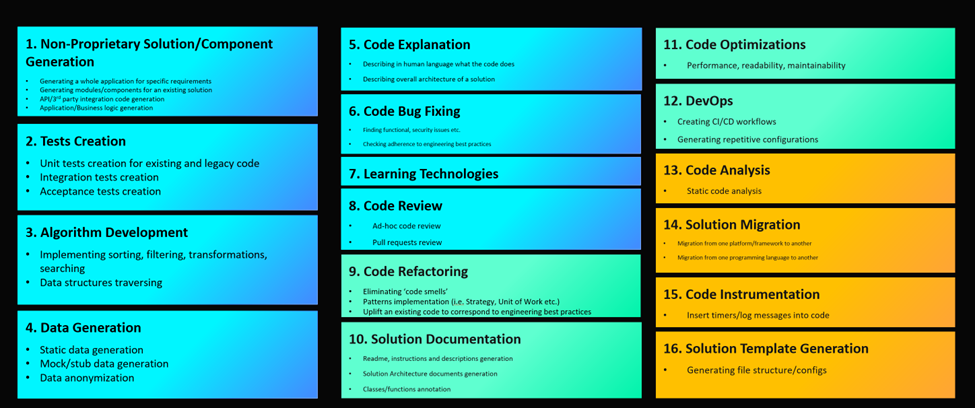 1. Non-Proprietary Solution/Component
Generation
• Generating a whole application for specific requirements
• Generating modules/components for an existing solution
• API/3rd party integration code generation
• Application/Business logic generation
2. Tests Creation
• Unit tests creation for existing and legacy code
• Integration tests creation
• Acceptance tests creation
3. Algorithm Development
• Implementing sorting, filtering, transformations,
searching
• Data structures traversing
4. Data Generation
• Static data generation
• Mock/stub data generation
• Data anonymization
5. Code Explanation
• Describing in human language what the code does
• Describing overall architecture of a solution
6. Code Bug Fixing
• Finding functional, security issues etc.
• Checking adherence to engineering best practices
7. Learning Technologies
8. Code Review
• Ad-hoc code review
• Pull requests review
9. Code Refactoring
• Eliminating ‘code smells’
• Patterns implementation (i.e. Strategy, Unit of Work etc.)
• Uplift an existing code to correspond to engineering best practices
10. Solution Documentation
• Readme, instructions and descriptions generation
• Solution Architecture documents generation
• Classes/functions annotation
11. Code Optimizations
• Performance, readability, maintainability
12. DevOps
• Creating CI/CD workflows
• Generating repetitive configurations
13. Code Analysis
• Static code analysis
14. Solution Migration
• Migration from one platform/framework to another
• Migration from one programming language to another
15. Code Instrumentation
• Insert timers/log messages into code
16. Solution Template Generation
• Generating file structure/configs